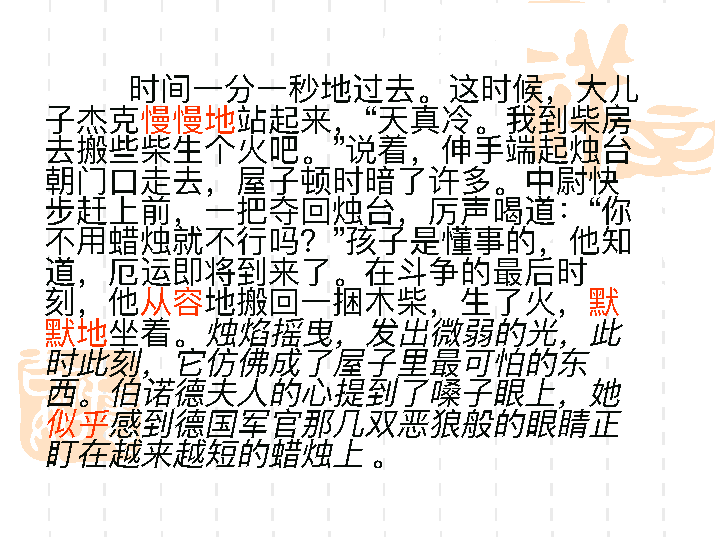 时间一分一秒地过去。这时候，大儿
子杰克慢慢地站起来，“天真冷。我到柴房
去搬些柴生个火吧。”说着，伸手端起烛台
朝门口走去，屋子顿时暗了许多。中尉快
步赶上前，一把夺回烛台，厉声喝道：“你
不用蜡烛就不行吗？”孩子是懂事的，他知
道，厄运即将到来了。在斗争的最后时
刻，他从容地搬回一捆木柴，生了火，默
默地坐着。烛焰摇曳，发出微弱的光，此
时此刻，它仿佛成了屋子里最可怕的东
西。伯诺德夫人的心提到了嗓子眼上，她
似乎感到德国军官那几双恶狼般的眼睛正
盯在越来越短的蜡烛上 。